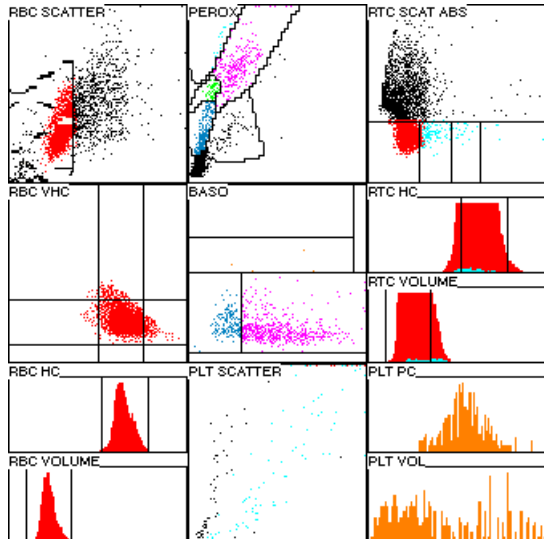 RBC SCATTER
PEROX
RTC SCAT ABS
RBC VHC
BASO
RTC HC
RTC VOLUME
RBC HC
PLT SCATTER
PLT PC
RBC VOLUME
PLT VOL